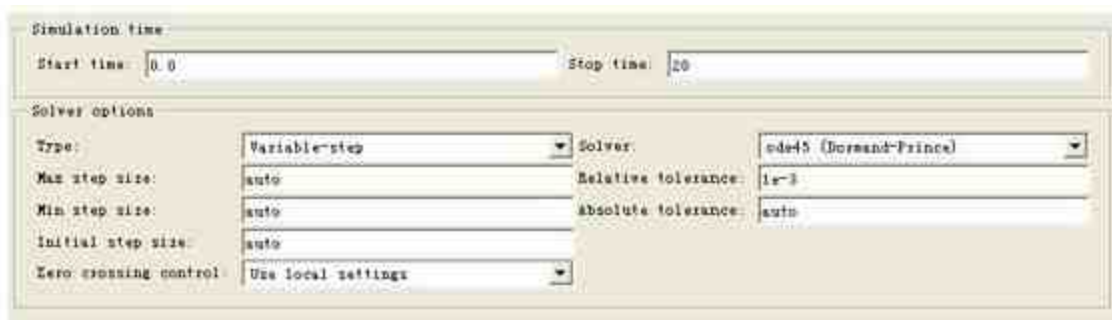 Simulation time
Start time: 0.0 Stop time: 20
Solver options
Type: Variable-step Solver: ode45 (Dormand-Prince)
Max step size: auto Relative tolerance: 1e-3
Min step size: auto Absolute tolerance: auto
Initial step size: auto
Zero crossing control: Use local settings